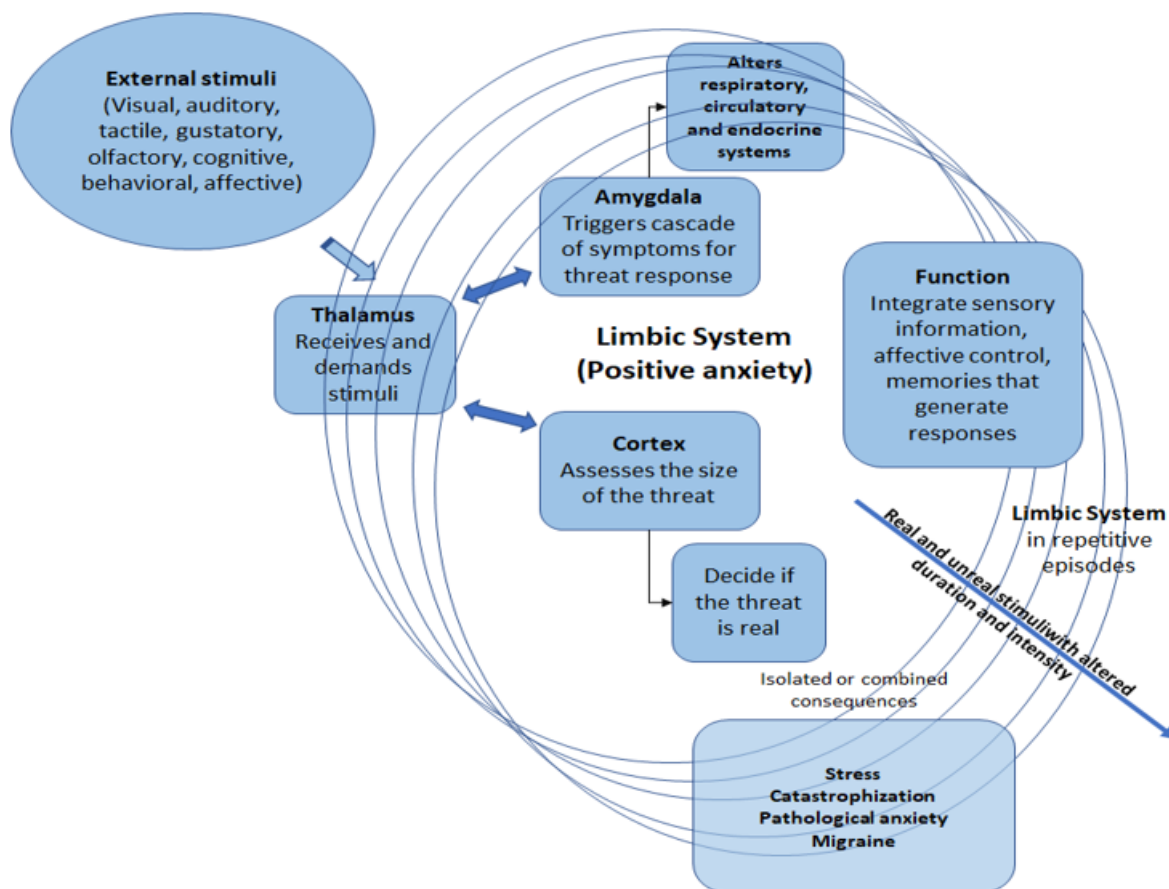 External stimuli
(Visual, auditory,
tactile, gustatory,
olfactory, cognitive,
behavioral, affective)
Alters
respiratory,
circulatory
and endocrine
systems
Amygdala
Triggers cascade
of symptoms for
threat response
Thalamus
Receives and
demands
stimuli
Limbic System
(Positive anxiety)
Function
Integrate sensory
information,
affective control,
memories that
generate
responses
Cortex
Assesses the size
of the threat
Decide if
the threat
is real
Limbic System
in repetitive
episodes
Real and unreal stimuliwith altered
duration and intensity
Isolated or combined
consequences
Stress
Catastrophization
Pathological anxiety
Migraine